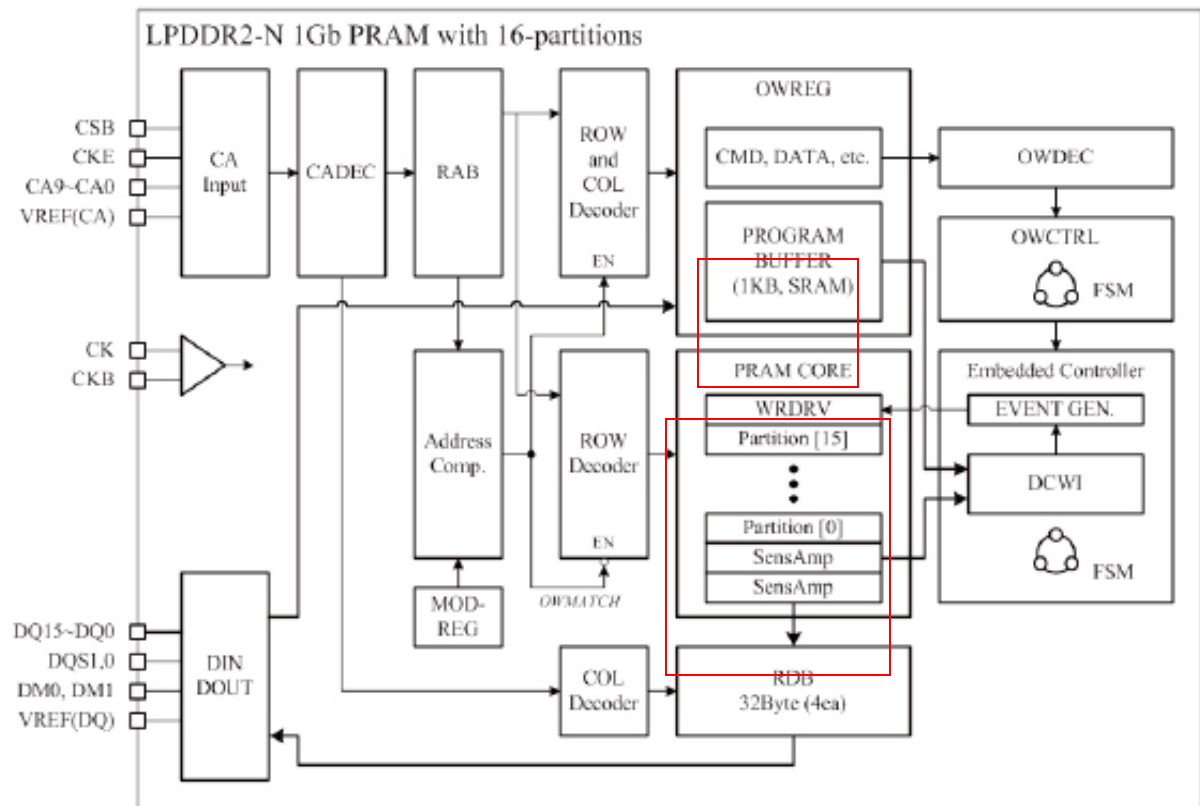 LPDDR2-N 1Gb PRAM with 16-partitions
CSB
CKE
CA9~CA0
VREF(CA)
CK
CKB
DQ15~DQ0
DQS1,0
DM0, DM1
VREF(DQ)
CA
Input
CADEC
RAB
ROW
and
COL
Decoder
EN
OWREG
CMD, DATA, etc.
PROGRAM
BUFFER
(1KB, SRAM)
OWDEC
OWCTRL
FSM
Address
Comp.
MOD-
REG
ROW
Decoder
EN
OWMATCH
PRAM CORE
WRDRV
Partition [15]
Partition [0]
SensAmp
SensAmp
Embedded Controller
EVENT GEN.
DCWI
FSM
DIN
DOUT
COL
Decoder
RDB
32Byte (4ea)